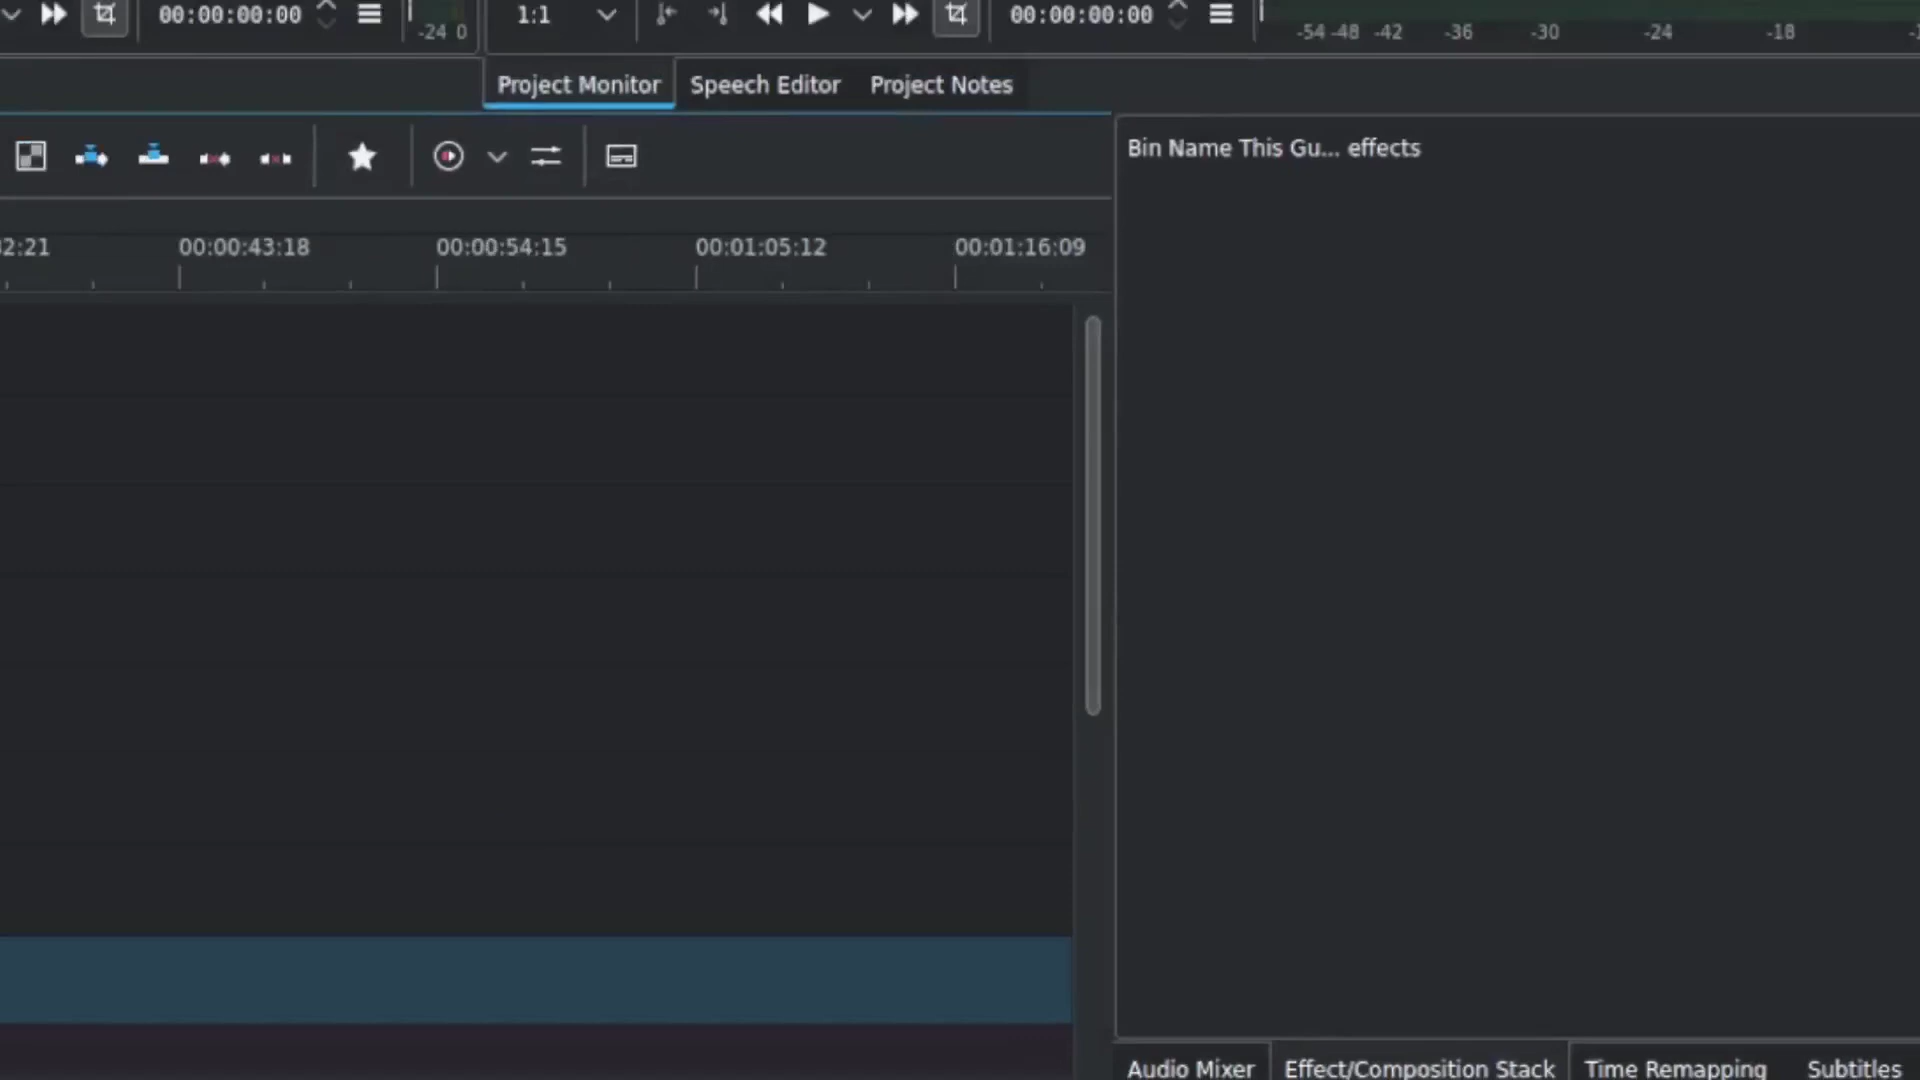 00:00:00:00
-24 0
1:1
00:00:00:00
-54 -48 -42 -36 -30 -24 -18
Project Monitor Speech Editor Project Notes
Bin Name This Gu... effects
2:21 00:00:43:18 00:00:54:15 00:01:05:12 00:01:16:09
Audio Mixer Effect/Composition Stack Time Remapping Subtitles